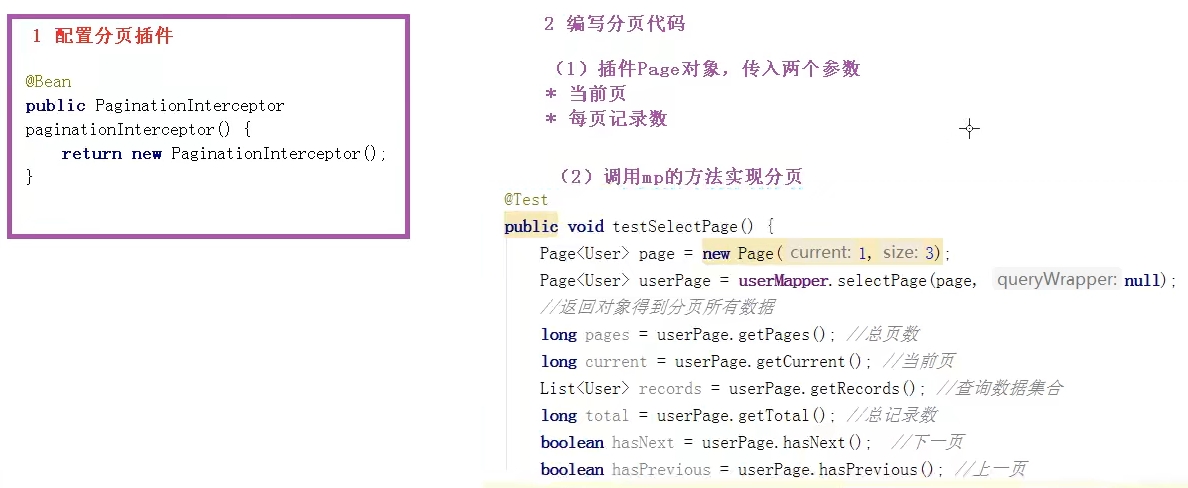 1 配置分页插件
@Bean
public PaginationInterceptor
paginationInterceptor() {
return new PaginationInterceptor();
}
2 编写分页代码
（1）插件Page对象，传入两个参数
* 当前页
* 每页记录数
（2）调用mp的方法实现分页
@Test
public void testSelectPage() {
Page<User> page = new Page( current: 1, size: 3);
Page<User> userPage = userMapper.selectPage(page, queryWrapper: null);
//返回对象得到分页所有数据
long pages = userPage.getPages(); //总页数
long current = userPage.getCurrent(); //当前页
List<User> records = userPage.getRecords(); //查询数据集合
long total = userPage.getTotal(); //总记录数
boolean hasNext = userPage.hasNext(); //下一页
boolean hasPrevious = userPage.hasPrevious(); //上一页